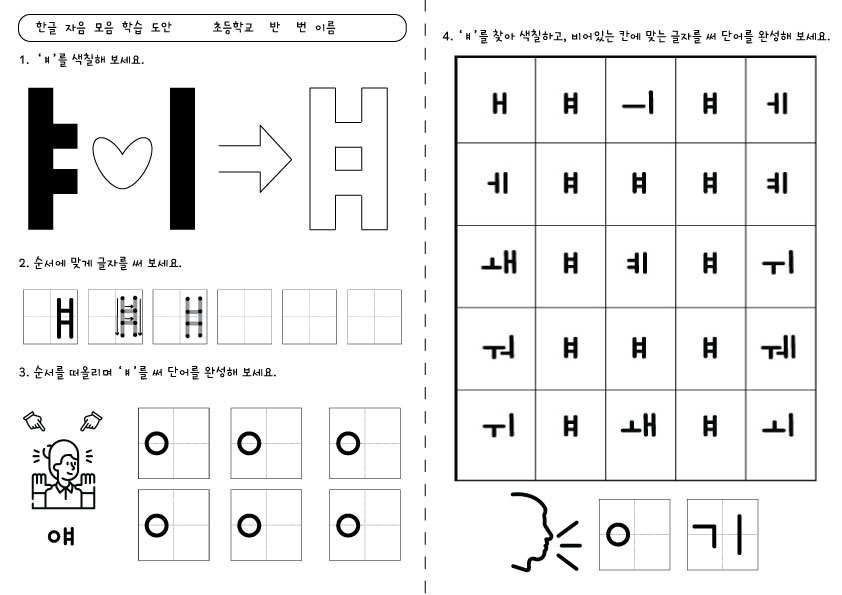 한글 자음 모음 학습 도안 초등학교 반 번 이름
1. ‘ㅒ’를 색칠해 보세요.
ㅑ ㅣ ㅒ
2. 순서에 맞게 글자를 써 보세요.
ㅒ ㅒ ㅒ
3. 순서를 떠올리며 ‘ㅒ’를 써 단어를 완성해 보세요.
ㅇ ㅇ ㅇ
ㅇ ㅇ ㅇ
얘
4. ‘ㅒ’를 찾아 색칠하고, 비어있는 칸에 맞는 글자를 써 단어를 완성해 보세요.
ㅐ ㅒ ㅢ ㅒ ㅔ
ㅔ ㅒ ㅒ ㅒ ㅖ
ㅙ ㅒ ㅖ ㅒ ㅟ
ㅝ ㅒ ㅒ ㅒ ㅞ
ㅟ ㅒ ㅙ ㅒ ㅚ
ㅇ 기